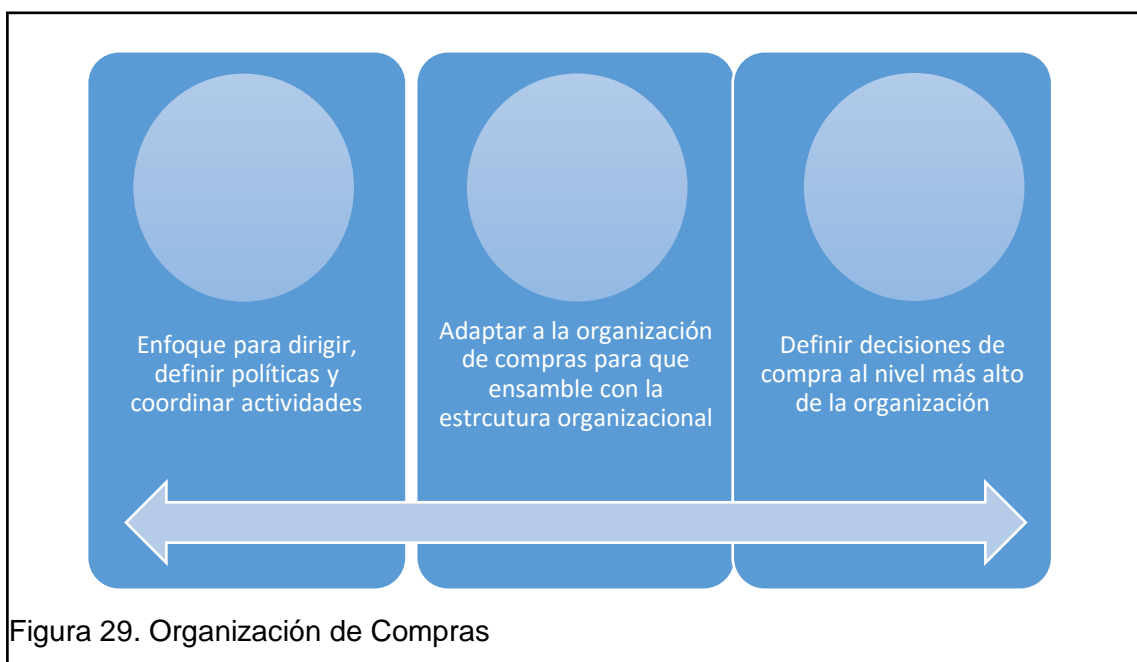 Enfoque para dirigir,
definir políticas y
coordinar actividades
Adaptar a la organización
de compras para que
ensamble con la
estrcutura organizacional
Definir decisiones de
compra al nivel más alto
de la organización
Figura 29. Organización de Compras